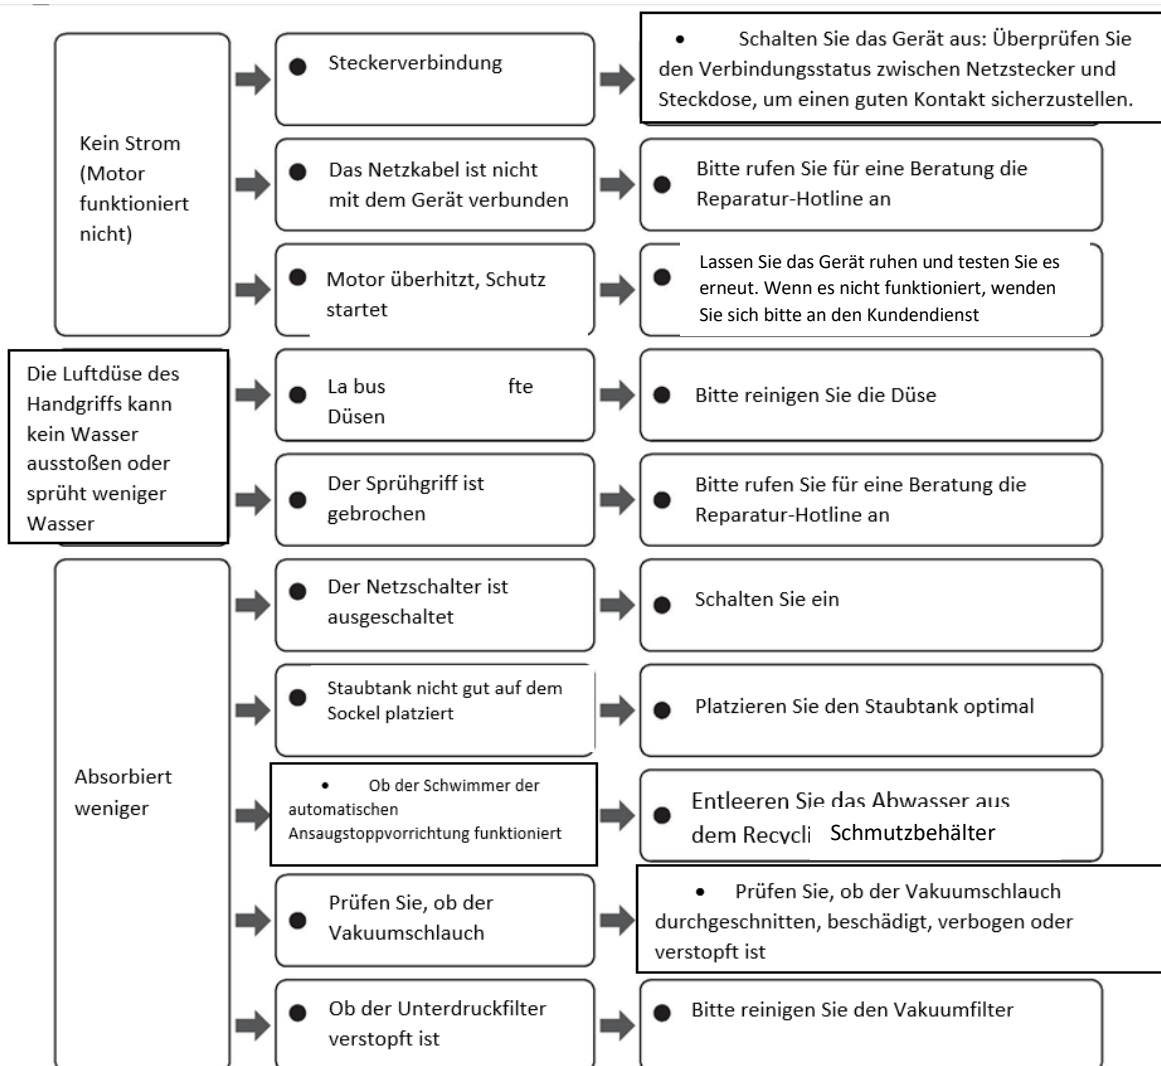 Kein Strom
(Motor
funktioniert
nicht)
● Steckerverbindung
• Schalten Sie das Gerät aus: Überprüfen Sie
den Verbindungsstatus zwischen Netzstecker und
Steckdose, um einen guten Kontakt sicherzustellen.
● Das Netzkabel ist nicht
mit dem Gerät verbunden
● Bitte rufen Sie für eine Beratung die
Reparatur-Hotline an
● Motor überhitzt, Schutz
startet
● Lassen Sie das Gerät ruhen und testen Sie es
erneut. Wenn es nicht funktioniert, wenden
Sie sich bitte an den Kundendienst
Die Luftdüse des
Handgriffs kann
kein Wasser
ausstoßen oder
sprüht weniger
Wasser
● La bus fte
Düsen
● Bitte reinigen Sie die Düse
● Der Sprühgriff ist
gebrochen
● Bitte rufen Sie für eine Beratung die
Reparatur-Hotline an
Absorbiert
weniger
● Der Netzschalter ist
ausgeschaltet
● Schalten Sie ein
● Staubtank nicht gut auf dem
Sockel platziert
● Platzieren Sie den Staubtank optimal
• Ob der Schwimmer der
automatischen
Ansaugstoppvorrichtung funktioniert
● Entleeren Sie das Abwasser aus
dem Recycli Schmutzbehälter
● Prüfen Sie, ob der
Vakuumschlauch
• Prüfen Sie, ob der Vakuumschlauch
durchgeschnitten, beschädigt, verbogen oder
verstopft ist
● Ob der Unterdruckfilter
verstopft ist
● Bitte reinigen Sie den Vakuumfilter